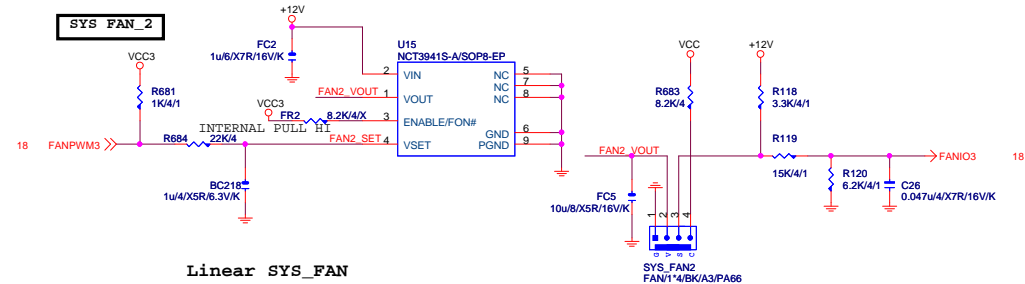 SYS FAN_2
+12V
FC2
1u/6/X7R/16V/K
U15
NCT3941S-A/SOP8-EP
2 VIN
1 VOUT
3 ENABLE/FON#
4 VSET
NC 5
NC 7
NC 8
GND 6
PGND 9
FAN2_VOUT
VCC3
R681
1K/4/1
VCC3
FR2 8.2K/4/X
INTERNAL PULL HI
18 FANPWM3
R684 22K/4
FAN2_SET
BC218
1u/4/X5R/6.3V/K
Linear SYS_FAN
VCC
+12V
R683
8.2K/4
R118
3.3K/4/1
FAN2_VOUT
R119
15K/4/1
FANIO3 18
R120
6.2K/4/1
C26
0.047u/4/X7R/16V/K
FC5
10u/8/X5R/16V/K
1 2 3 4
G V S C
SYS_FAN2
FAN/1*4/BK/A3/PA66